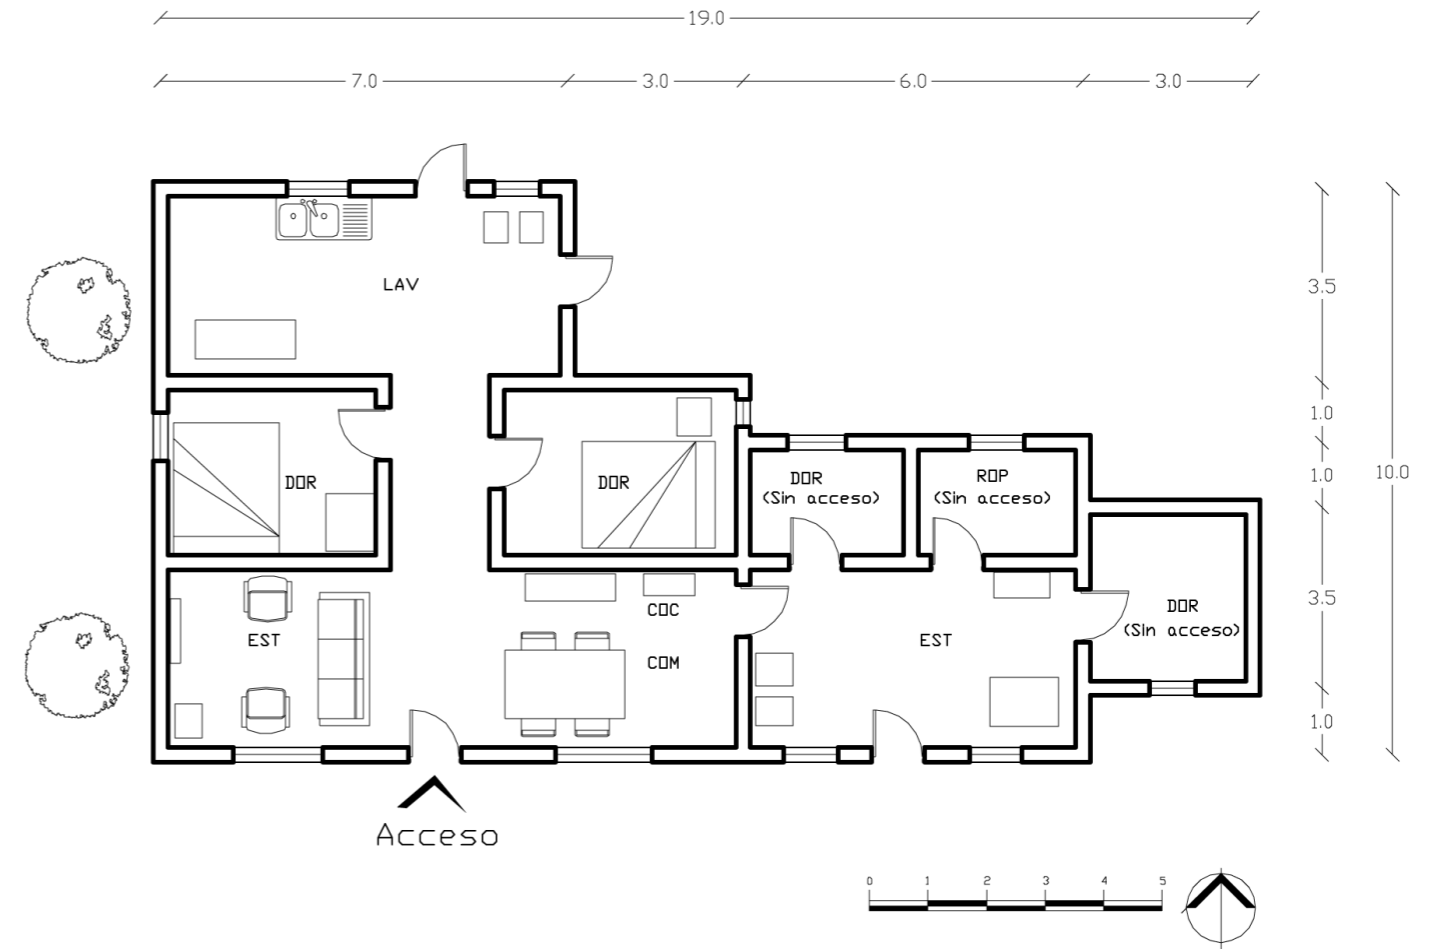 19.0
7.0
3.0
6.0
3.0
LAV
3.5
1.0
10.0
DOR
DOR
DOR
(Sin acceso)
ROP
(Sin acceso)
1.0
EST
COC
COM
EST
DOR
(Sin acceso)
3.5
1.0
Acceso
0 1 2 3 4 5